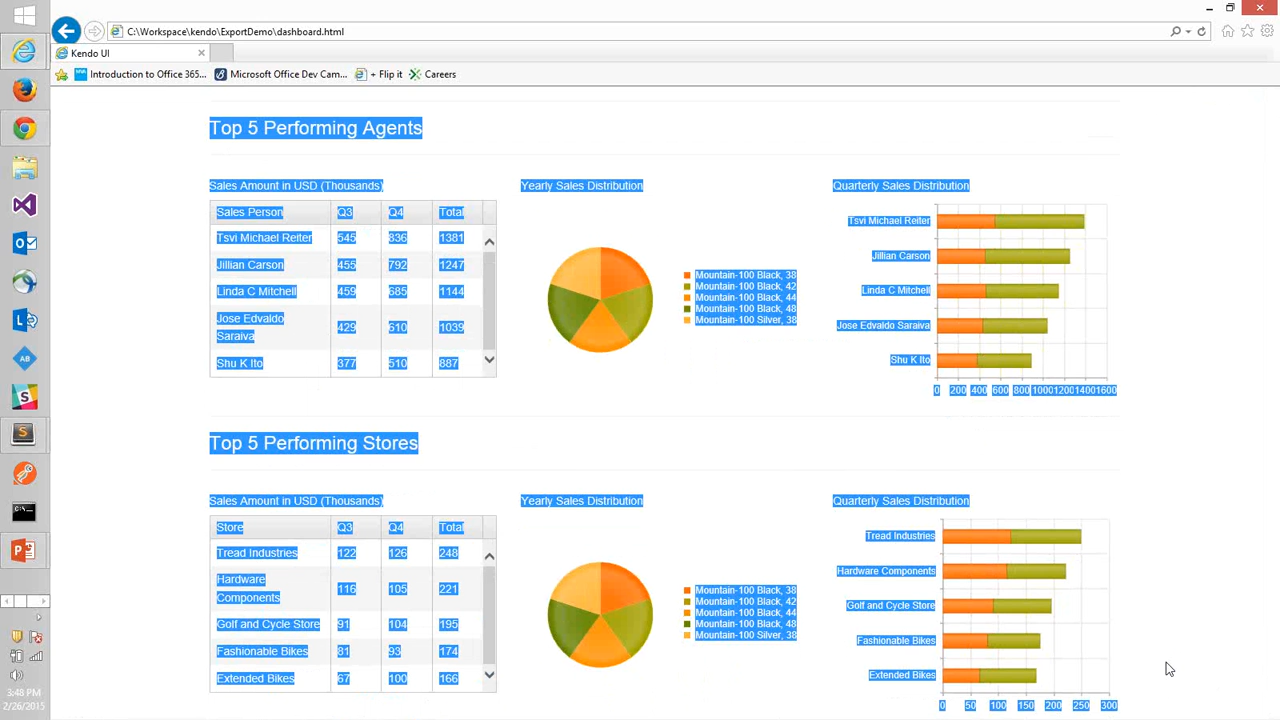 C:\Workspace\kendo\ExportDemo\dashboard.html
Kendo UI
Introduction to Office 365... Microsoft Office Dev Cam... + Flip it Careers
Top 5 Performing Agents
Sales Amount in USD (Thousands)
Sales Person Q3 Q4 Total
Tsvi Michael Reiter 545 836 1381
Jillian Carson 455 792 1247
Linda C Mitchell 459 685 1144
Jose Edvaldo
Saraiva 429 610 1039
Shu K Ito 377 510 887
Yearly Sales Distribution
Mountain-100 Black, 38
Mountain-100 Black, 42
Mountain-100 Black, 44
Mountain-100 Black, 48
Mountain-100 Silver, 38
Quarterly Sales Distribution
Tsvi Michael Reiter
Jillian Carson
Linda C Mitchell
Jose Edvaldo Saraiva
Shu K Ito
0 200 400 600 800 1000 1200 1400 1600
Top 5 Performing Stores
Sales Amount in USD (Thousands)
Store Q3 Q4 Total
Tread Industries 122 126 248
Hardware
Components 116 105 221
Golf and Cycle Store 91 104 195
Fashionable Bikes 81 93 174
Extended Bikes 67 100 166
Yearly Sales Distribution
Mountain-100 Black, 38
Mountain-100 Black, 42
Mountain-100 Black, 44
Mountain-100 Black, 48
Mountain-100 Silver, 38
Quarterly Sales Distribution
Tread Industries
Hardware Components
Golf and Cycle Store
Fashionable Bikes
Extended Bikes
0 50 100 150 200 250 300
AB
3:48 PM
2/26/2015